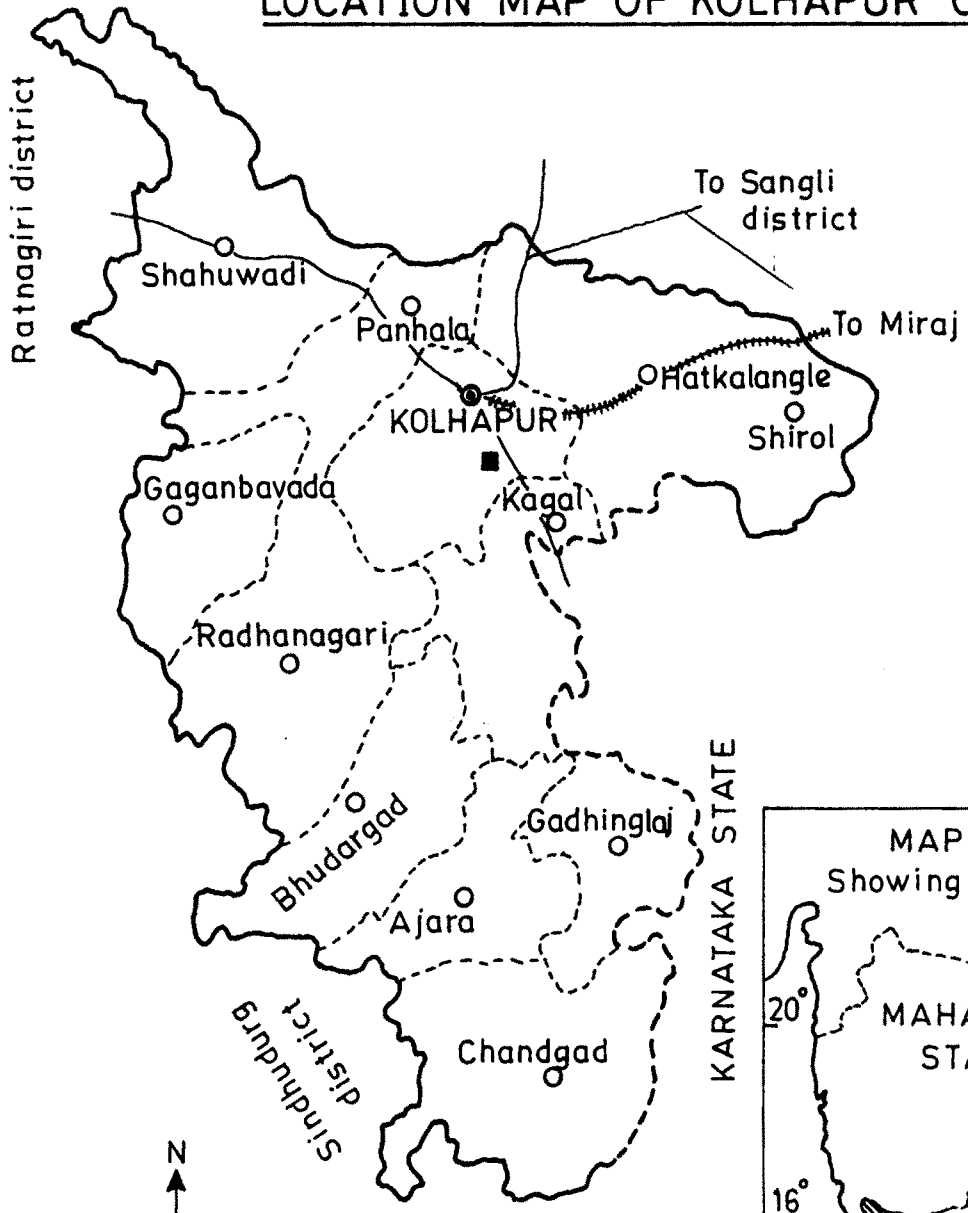 LOCATION MAP OF KOLHAPUR
Ratnagiri district
To Sangli
district
Shahuwadi
Panhala
To Miraj
Hatkalangle
KOLHAPUR
Shirol
Gaganbavada
Kagal
Radhanagari
Bhudargad
Gadhinglaj
Ajara
KARNATAKA STATE
Sindhudurg
district
Chandgad
N
MAP
Showing
20°
MAHA
STA
16°